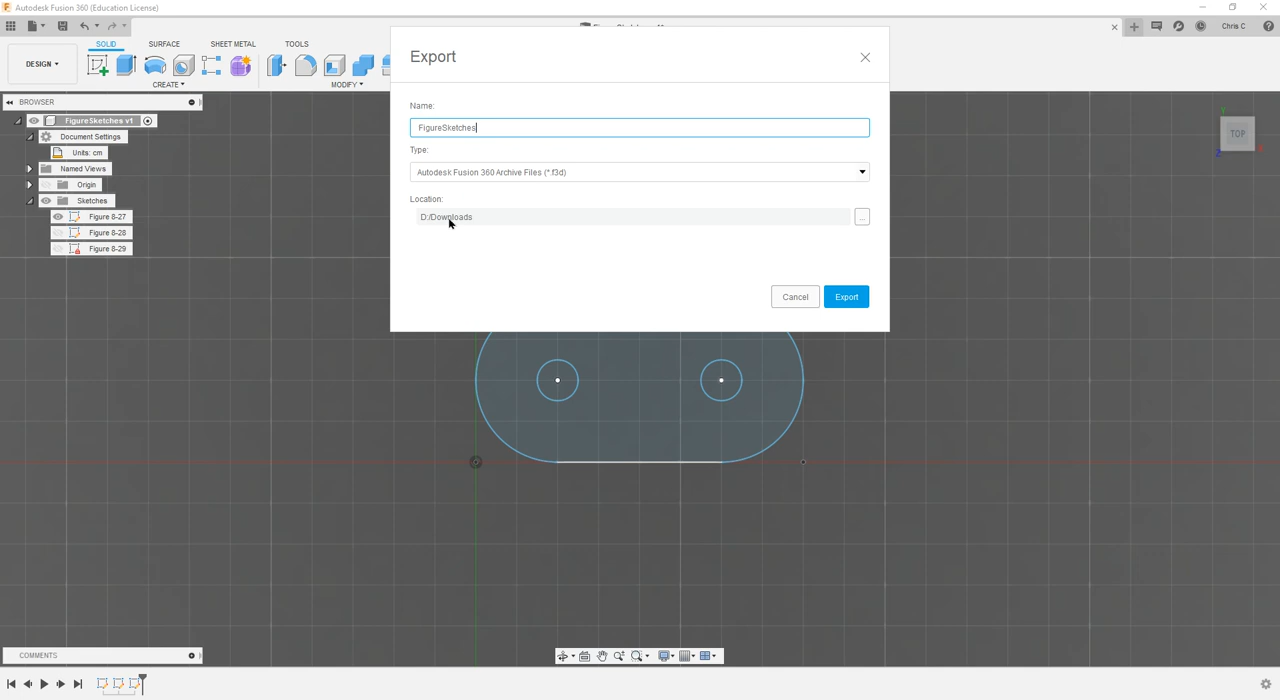 Autodesk Fusion 360 (Education License)
Chris C
SOLID SURFACE SHEET METAL TOOLS
DESIGN
CREATE MODIFY
BROWSER
FigureSketches v1
Document Settings
Units: cm
Named Views
Origin
Sketches
Figure 8-27
Figure 8-28
Figure 8-29
Export
Name:
FigureSketches
Type:
Autodesk Fusion 360 Archive Files (*.f3d)
Location:
D:/Downloads
...
Cancel Export
Y
TOP
X
Z
COMMENTS